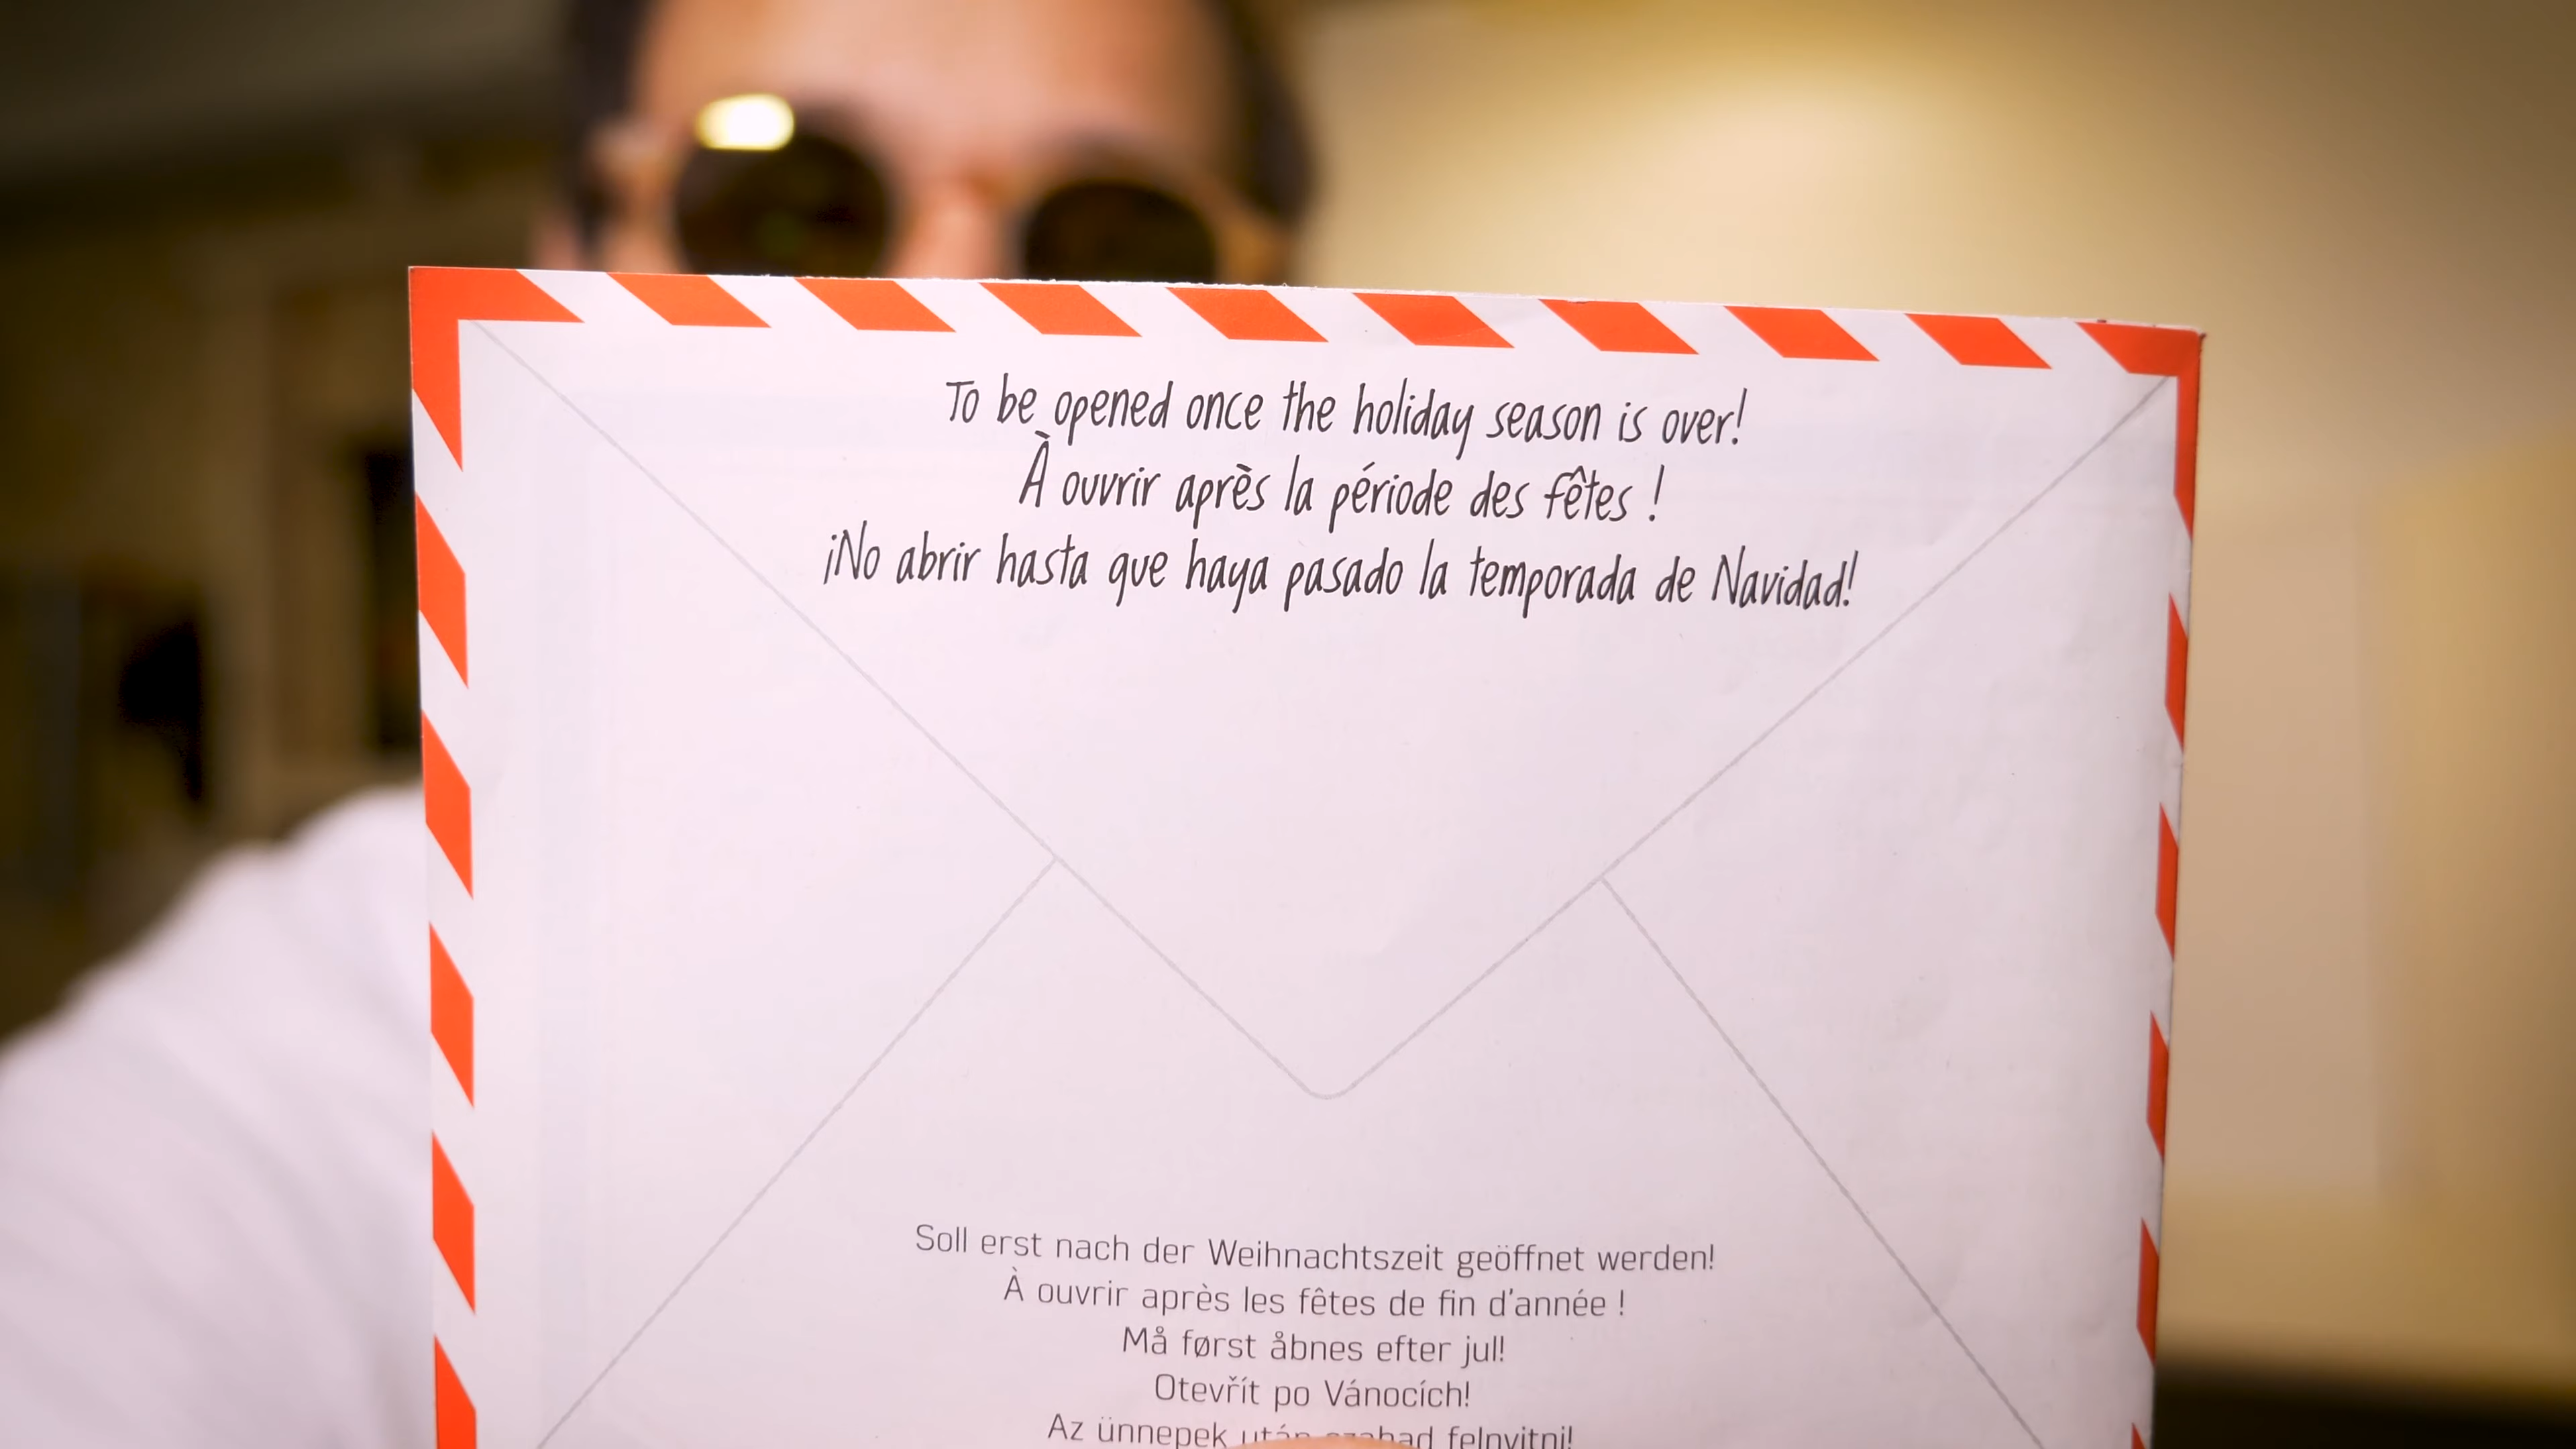 To be opened once the holiday season is over!
À ouvrir après la période des fêtes !
¡No abrir hasta que haya pasado la temporada de Navidad!
Soll erst nach der Weihnachtszeit geöffnet werden!
À ouvrir après les fêtes de fin d'année !
Må først åbnes efter jul!
Otevřít po Vánocích!
Az ünnepek után